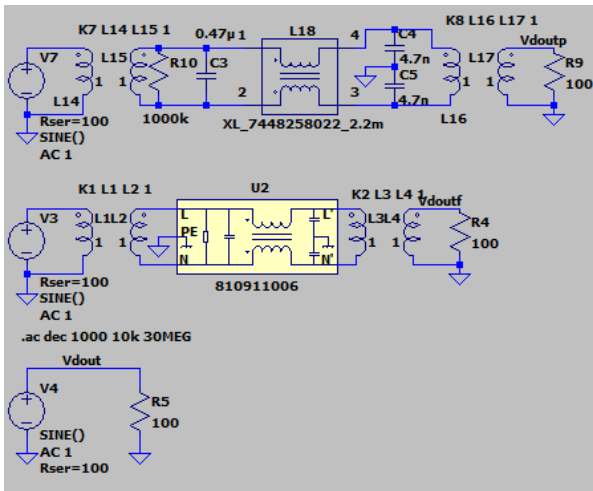 K7 L14 L15 1
0.47µ
1
L18
4
C4
K8 L16 L17 1
V7
L15
R10
C3
4.7n
L17
Vdoutp
R9
1
1
C5
1
1
100
L14
2
3
4.7n
Rser=100
1000k
XL_7448258022_2.2m
L16
SINE()
AC 1
K1 L1 L2 1
U2
K2 L3 L4 1
Vdoutf
V3
L1
L2
L
L'
L3
L4
R4
PE
1
1
1
1
100
N
N'
Rser=100
810911006
SINE()
AC 1
.ac dec 1000 10k 30MEG
Vdout
V4
R5
100
SINE()
AC 1
Rser=100